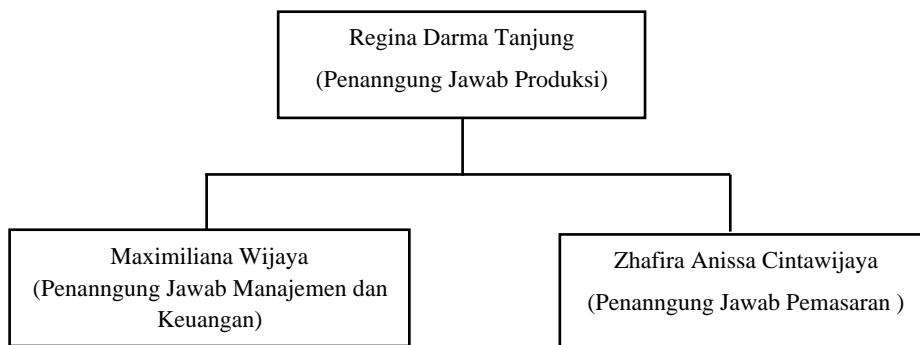 Regina Darma Tanjung
(Penanngung Jawab Produksi)
Maximiliana Wijaya
(Penanngung Jawab Manajemen dan
Keuangan)
Zhafira Anissa Cintawijaya
(Penanngung Jawab Pemasaran )